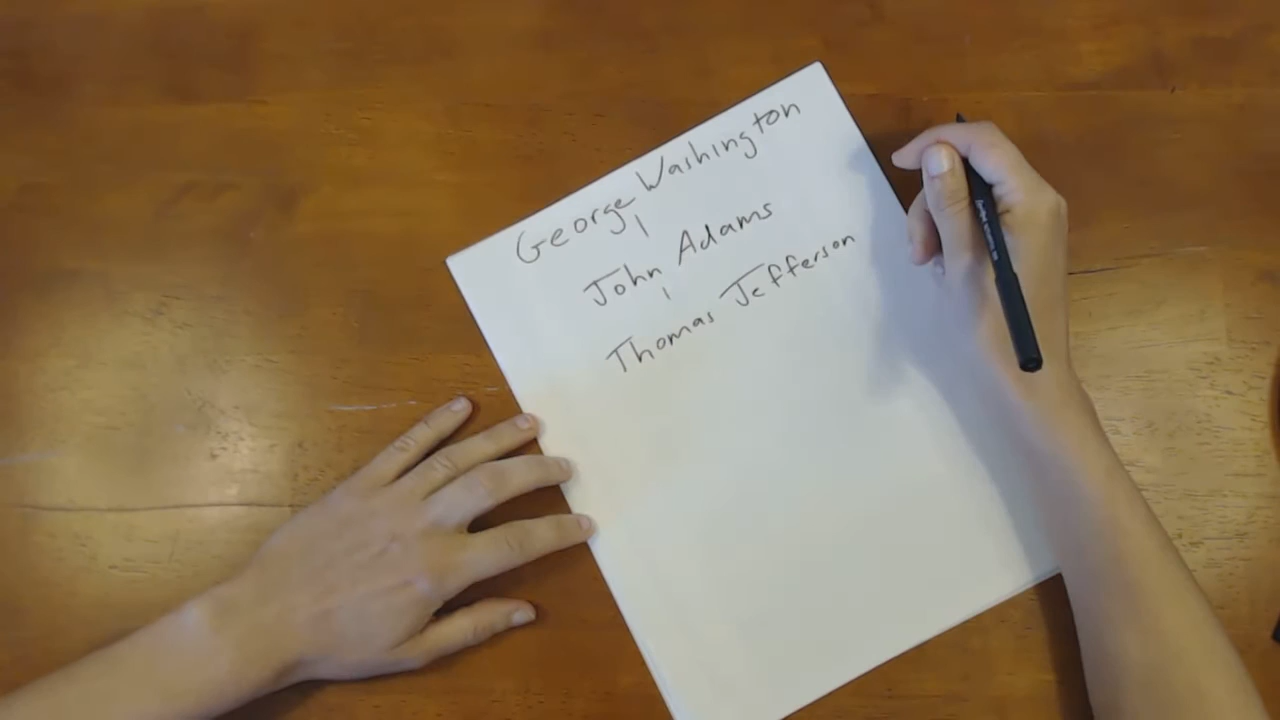 George Washington
|
John Adams
|
Thomas Jefferson